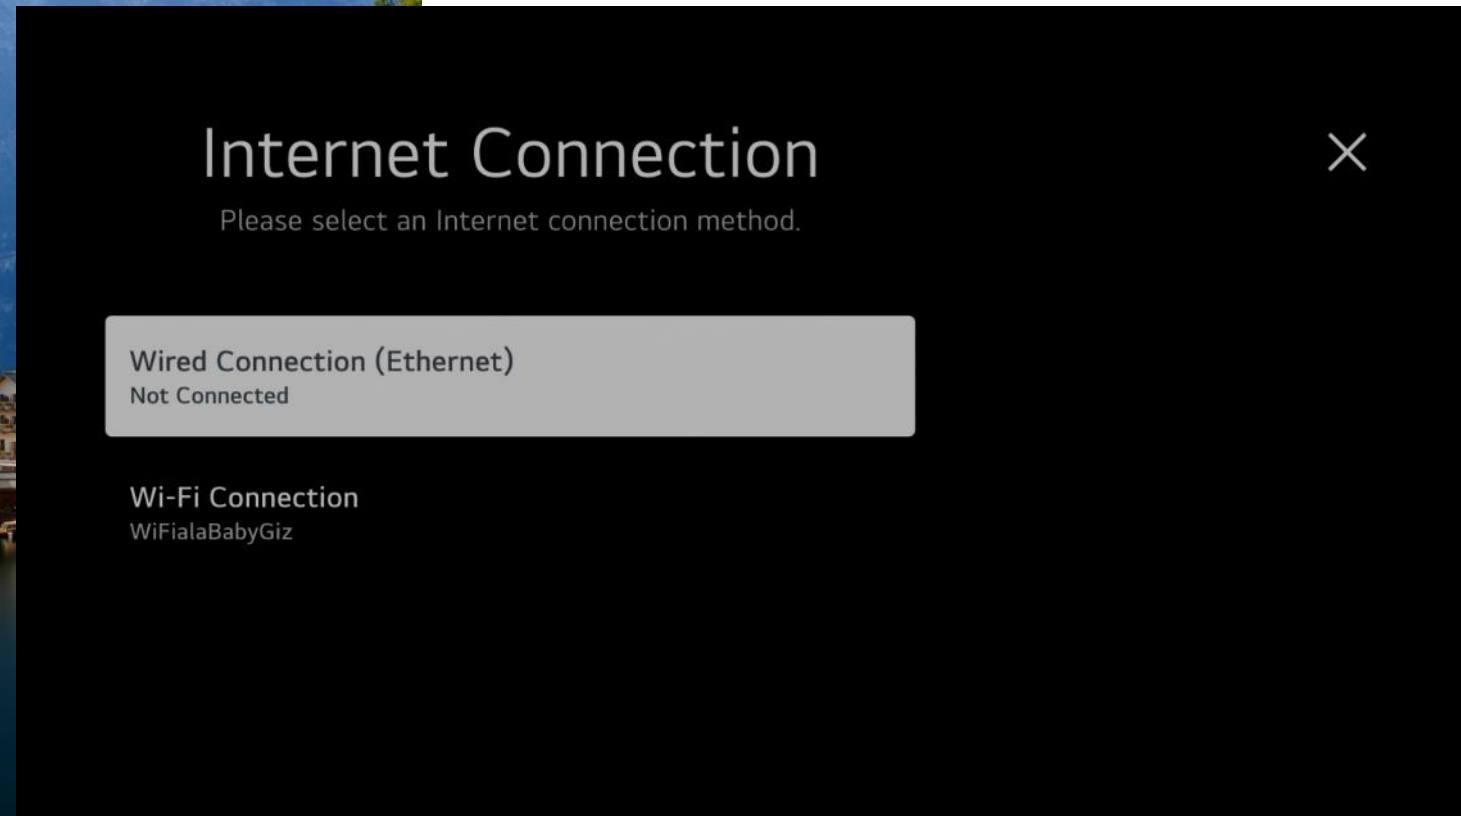 Internet Connection
Please select an Internet connection method.
Wired Connection (Ethernet)
Not Connected
Wi-Fi Connection
WiFialaBabyGiz